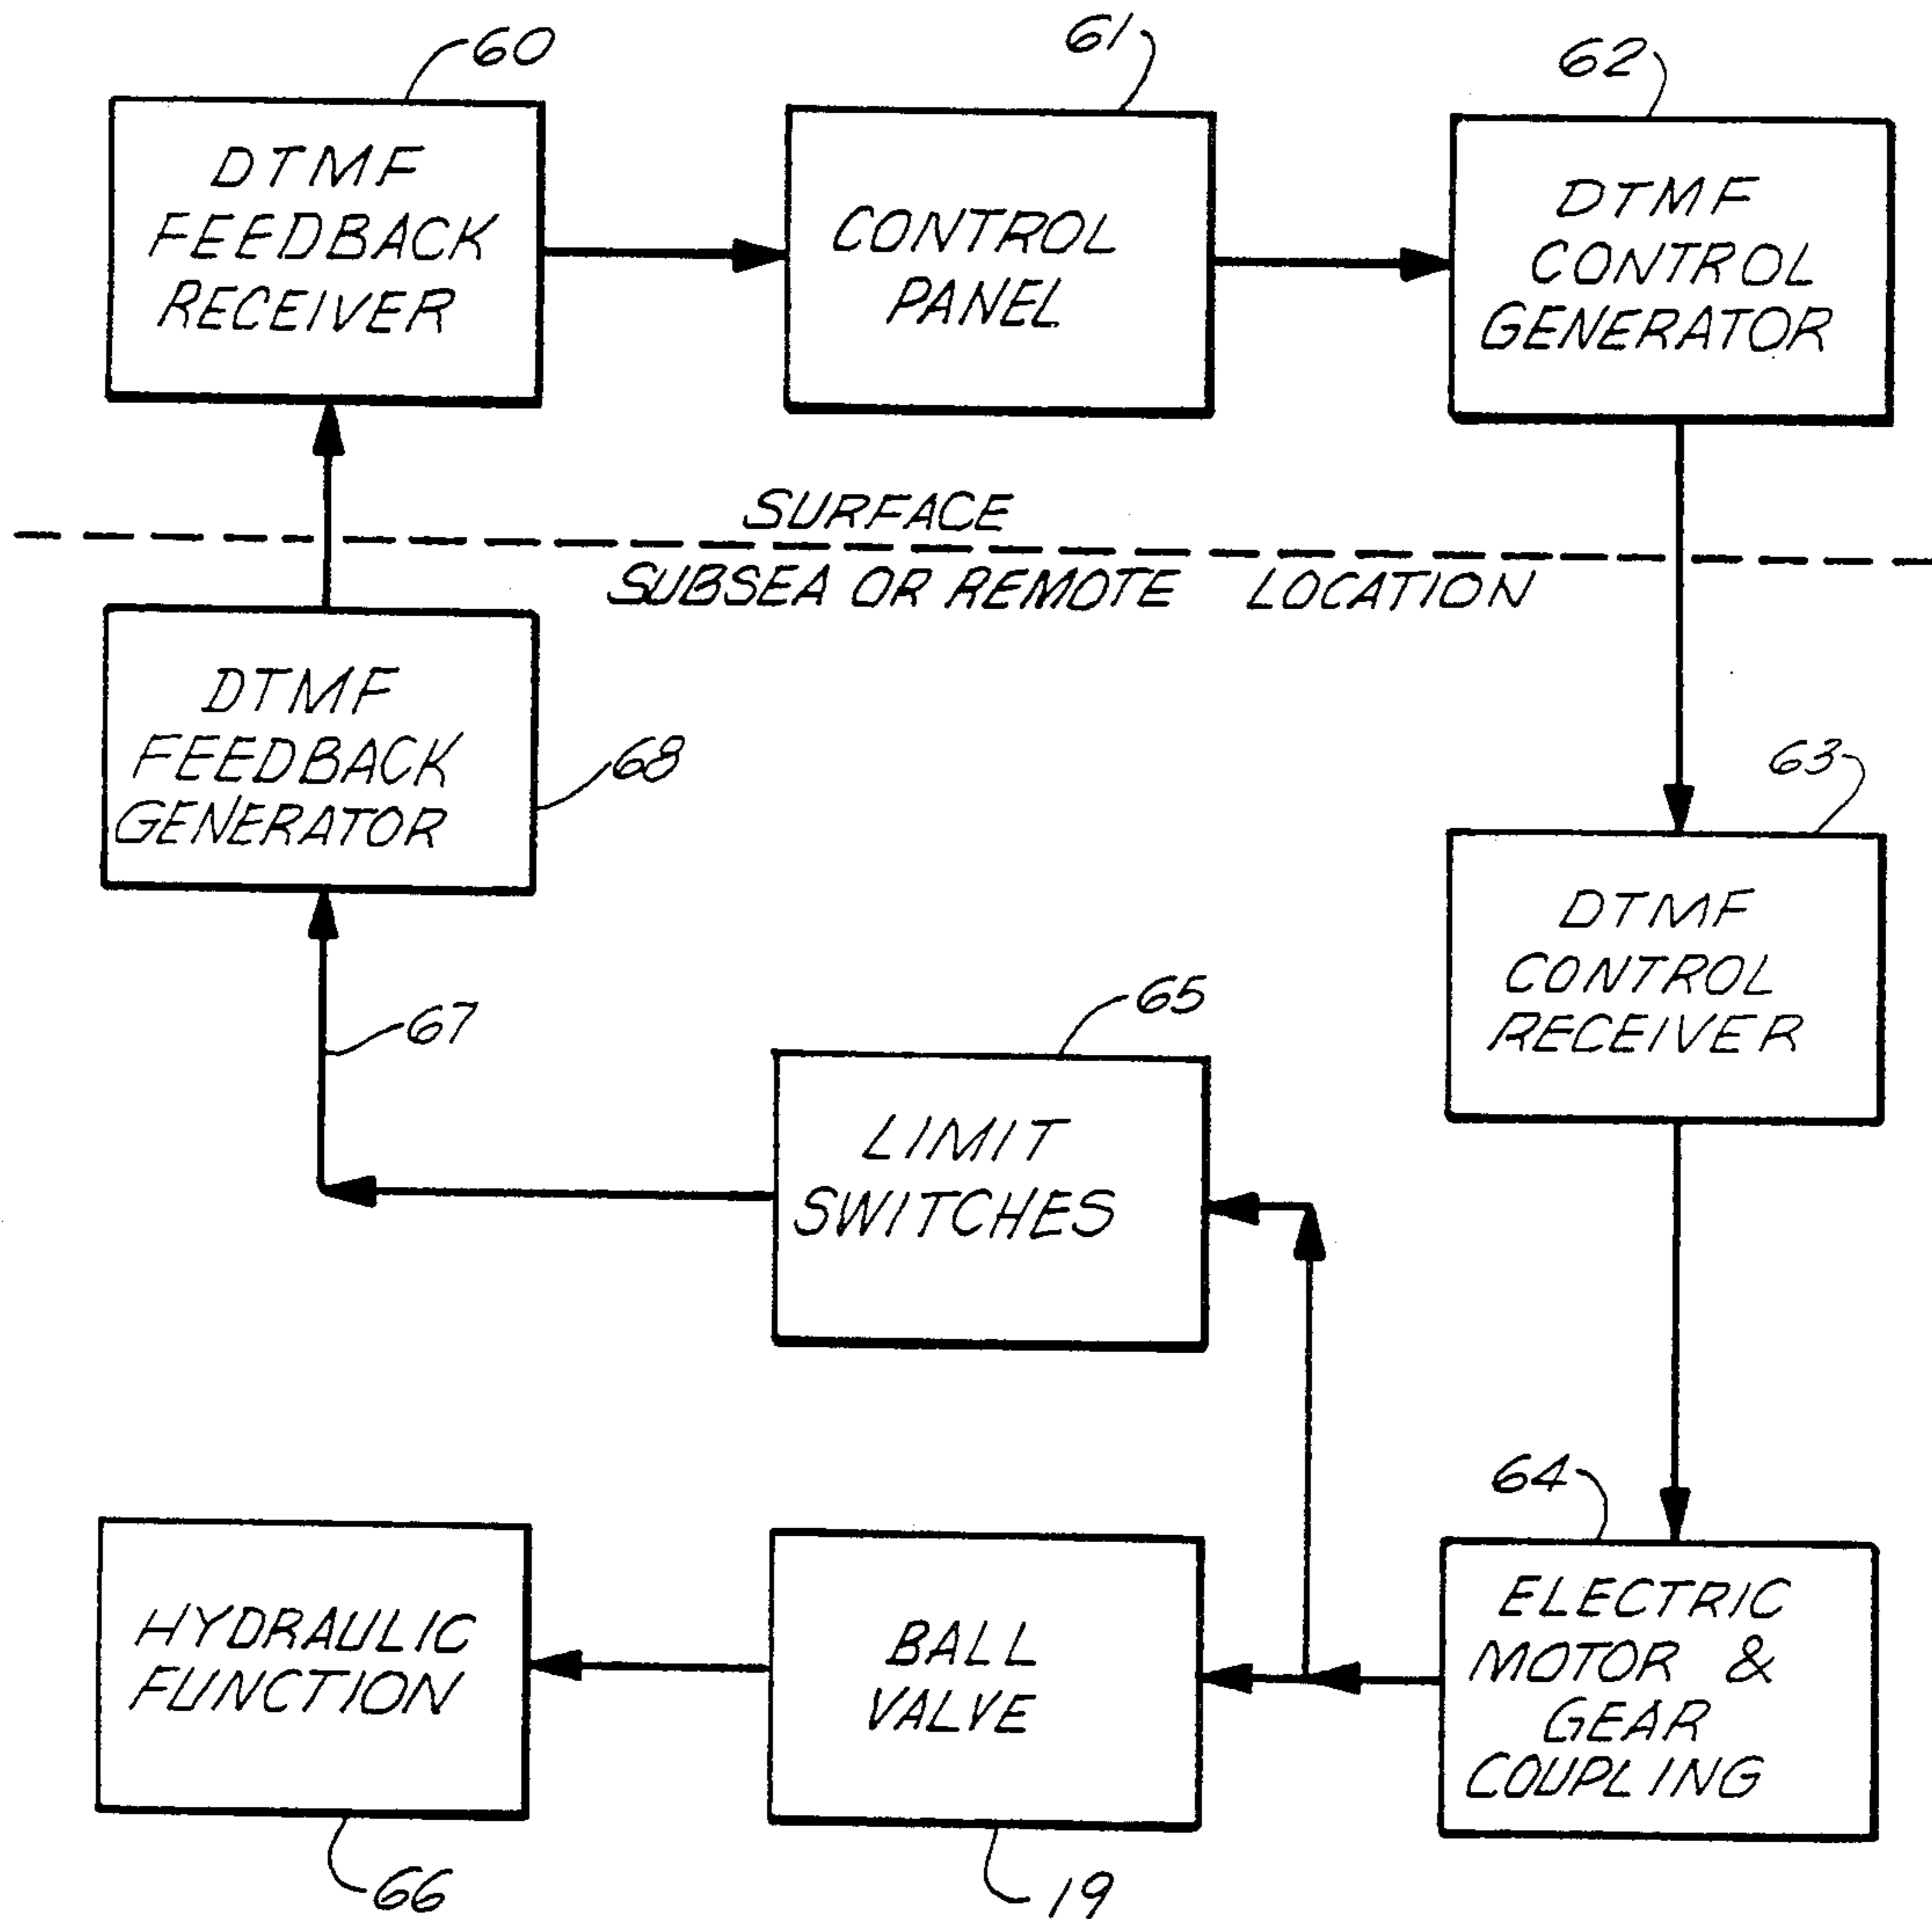 60
61
62
DTMF
FEEDBACK
RECEIVER
CONTROL
PANEL
DTMF
CONTROL
GENERATOR
SURFACE
SUBSEA OR REMOTE LOCATION
DTMF
FEEDBACK
GENERATOR
68
63
DTMF
CONTROL
RECEIVER
67
65
LIMIT
SWITCHES
64
HYDRAULIC
FUNCTION
BALL
VALVE
ELECTRIC
MOTOR &
GEAR
COUPLING
66
19